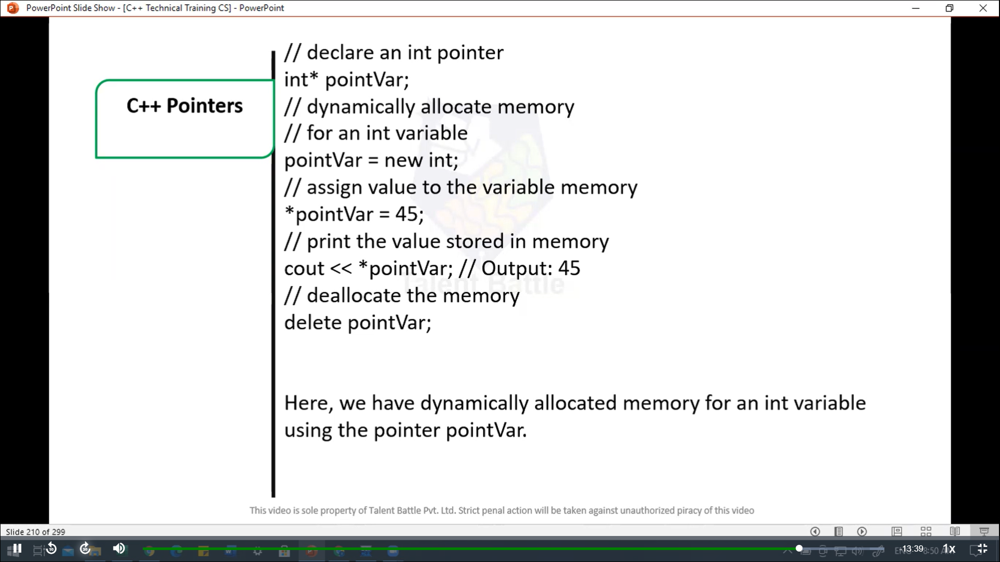 PowerPoint Slide Show - [C++ Technical Training CS] - PowerPoint
C++ Pointers
// declare an int pointer
int* pointVar;
// dynamically allocate memory
// for an int variable
pointVar = new int;
// assign value to the variable memory
*pointVar = 45;
// print the value stored in memory
cout << *pointVar; // Output: 45
// deallocate the memory
delete pointVar;
Here, we have dynamically allocated memory for an int variable
using the pointer pointVar.
Talent Battle
This video is sole property of Talent Battle Pvt. Ltd. Strict penal action will be taken against unauthorized piracy of this video
Slide 210 of 299
10
30
-13:39
1x